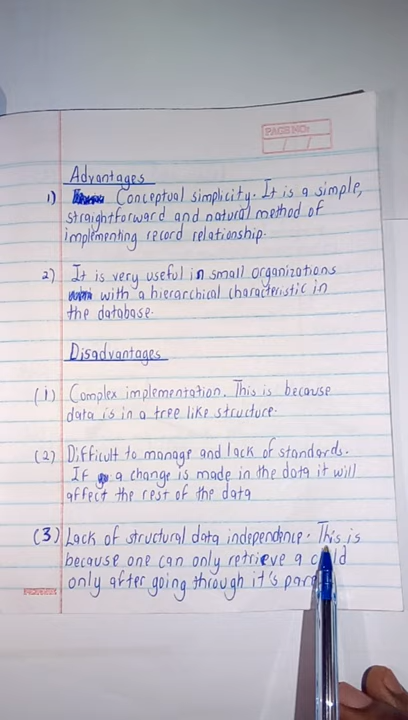 PAGE NO:
Advantages
1) Conceptual simplicity. It is a simple,
straightforward and natural method of
implementing record relationship.
2) It is very useful in small organizations
with a hierarchical characteristic in
the database.
Disadvantages
(1) Complex implementation. This is because
data is in a tree like structure.
(2) Difficult to manage and lack of standards.
If a change is made in the data it will
affect the rest of the data
(3) Lack of structural data independence. This is
because one can only retrieve a
only after going through it's